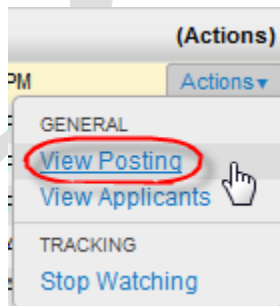 (Actions)
PM
Actions▾
GENERAL
View Posting
View Applicants
TRACKING
Stop Watching